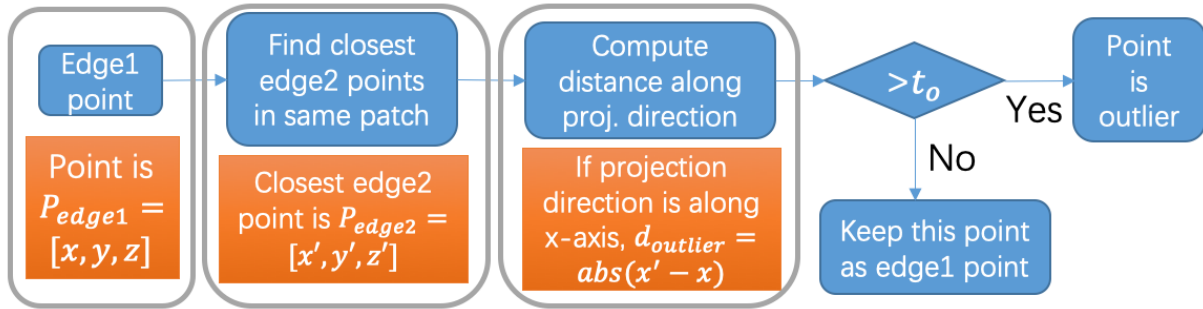 Edge1
point
Point is
P_edge1 =
[x, y, z]
Find closest
edge2 points
in same patch
Closest edge2
point is P_edge2 =
[x′, y′, z′]
Compute
distance along
proj. direction
If projection
direction is along
x-axis, d_outlier =
abs(x′ − x)
>t_o
Yes
No
Point
is
outlier
Keep this point
as edge1 point